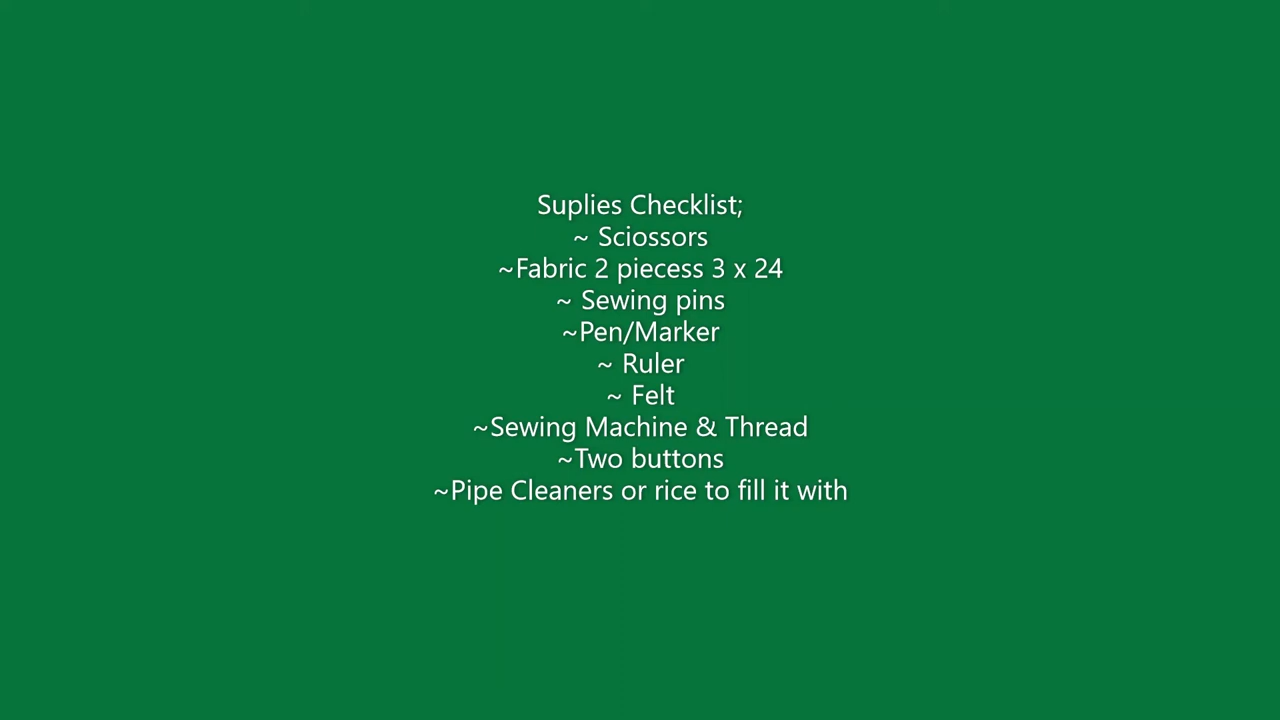 Suplies Checklist;
~ Sciossors
~Fabric 2 piecess 3 x 24
~ Sewing pins
~Pen/Marker
~ Ruler
~ Felt
~Sewing Machine & Thread
~Two buttons
~Pipe Cleaners or rice to fill it with